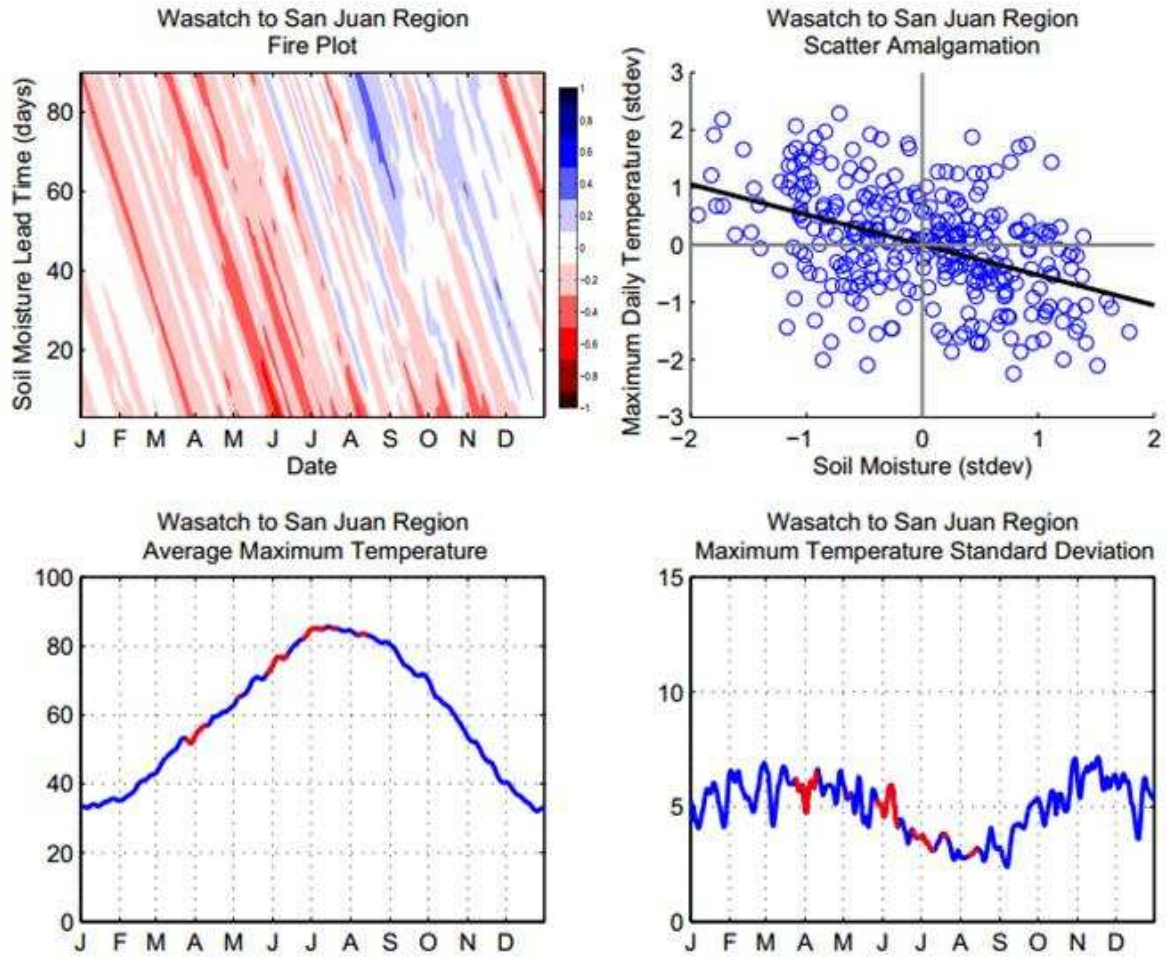 Wasatch to San Juan Region
Fire Plot
Soil Moisture Lead Time (days)
80
60
40
20
J F M A M J J A S O N D
Date
1
0.8
0.6
0.4
0.2
0.1
0
-0.1
-0.2
-0.4
-0.6
-0.8
-1
Wasatch to San Juan Region
Scatter Amalgamation
Maximum Daily Temperature (stdev)
3
2
1
0
−1
−2
−3
−2 −1 0 1 2
Soil Moisture (stdev)
Wasatch to San Juan Region
Average Maximum Temperature
100
80
60
40
20
0
J F M A M J J A S O N D
Wasatch to San Juan Region
Maximum Temperature Standard Deviation
15
10
5
0
J F M A M J J A S O N D